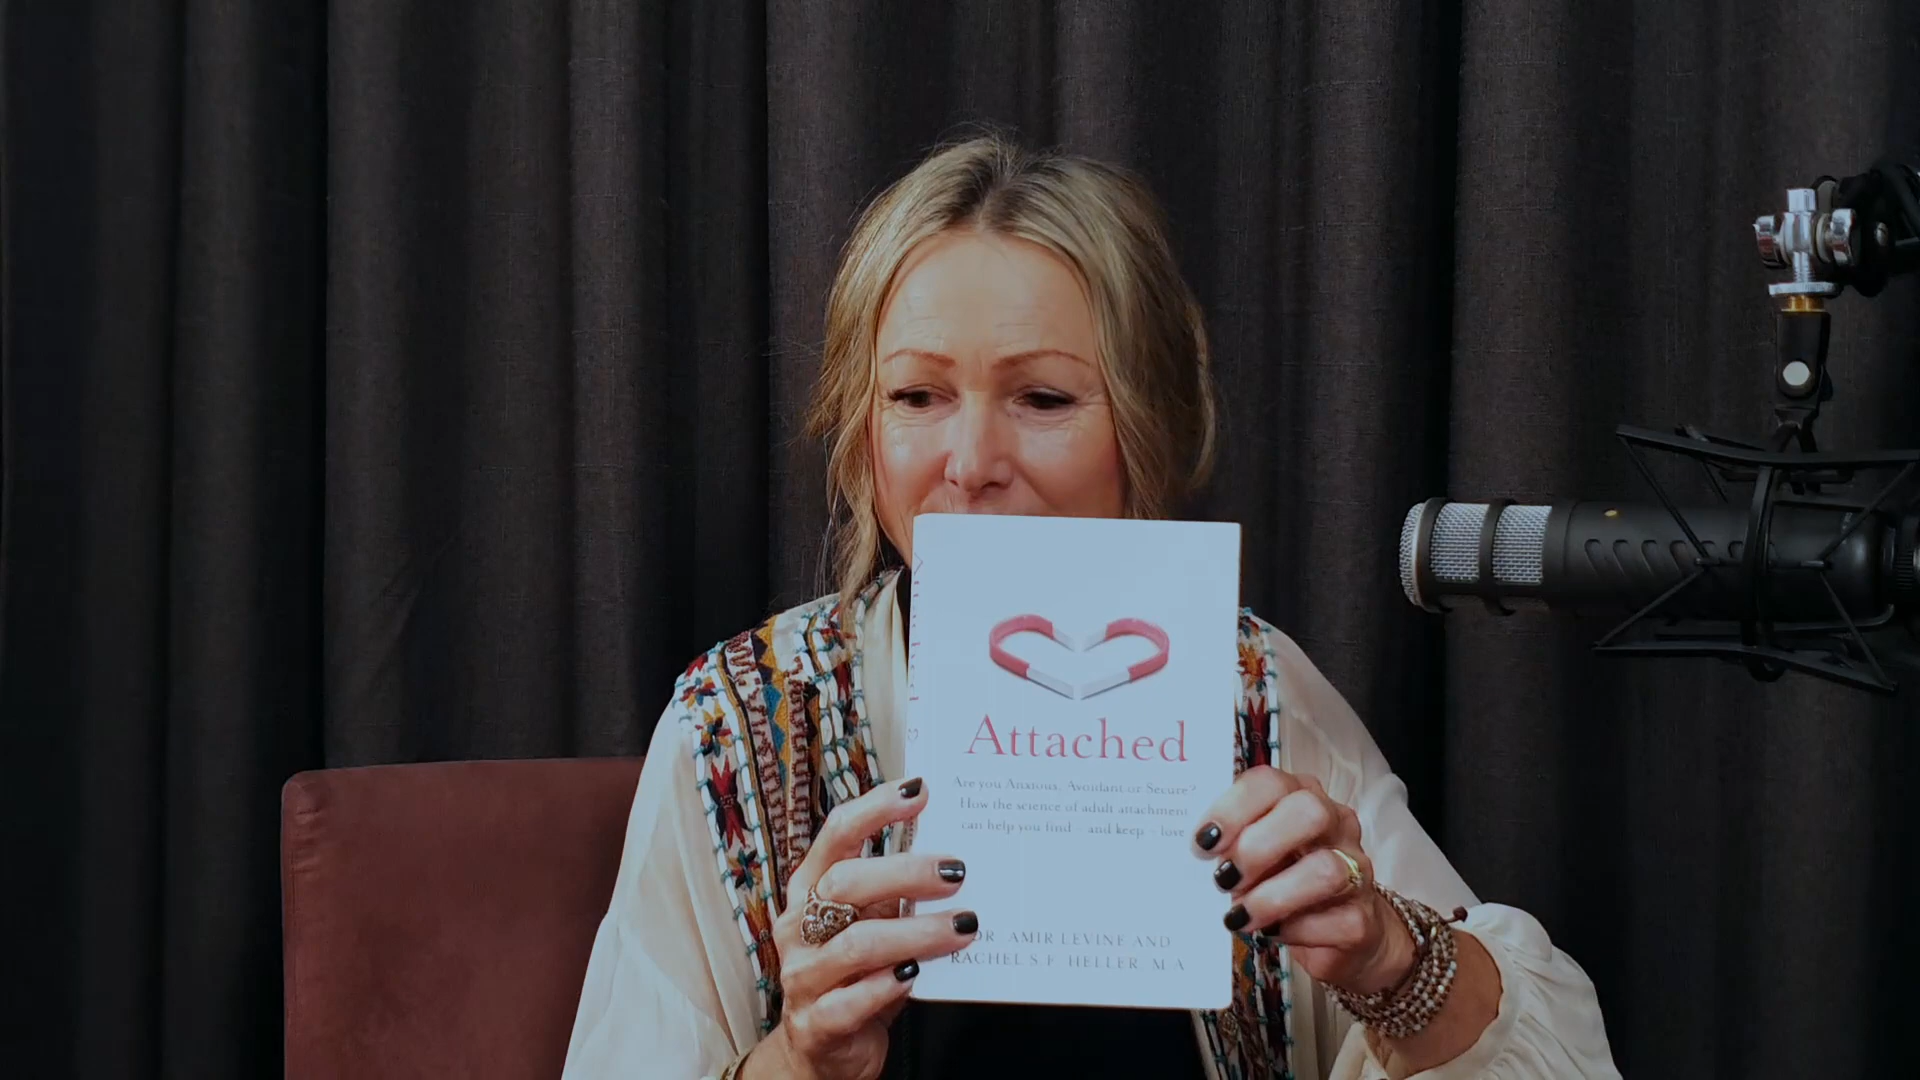 Attached
Attached
Are you Anxious, Avoidant or Secure?
How the science of adult attachment
can help you find – and keep – love
DR. AMIR LEVINE AND
RACHEL S.F. HELLER, M.A.